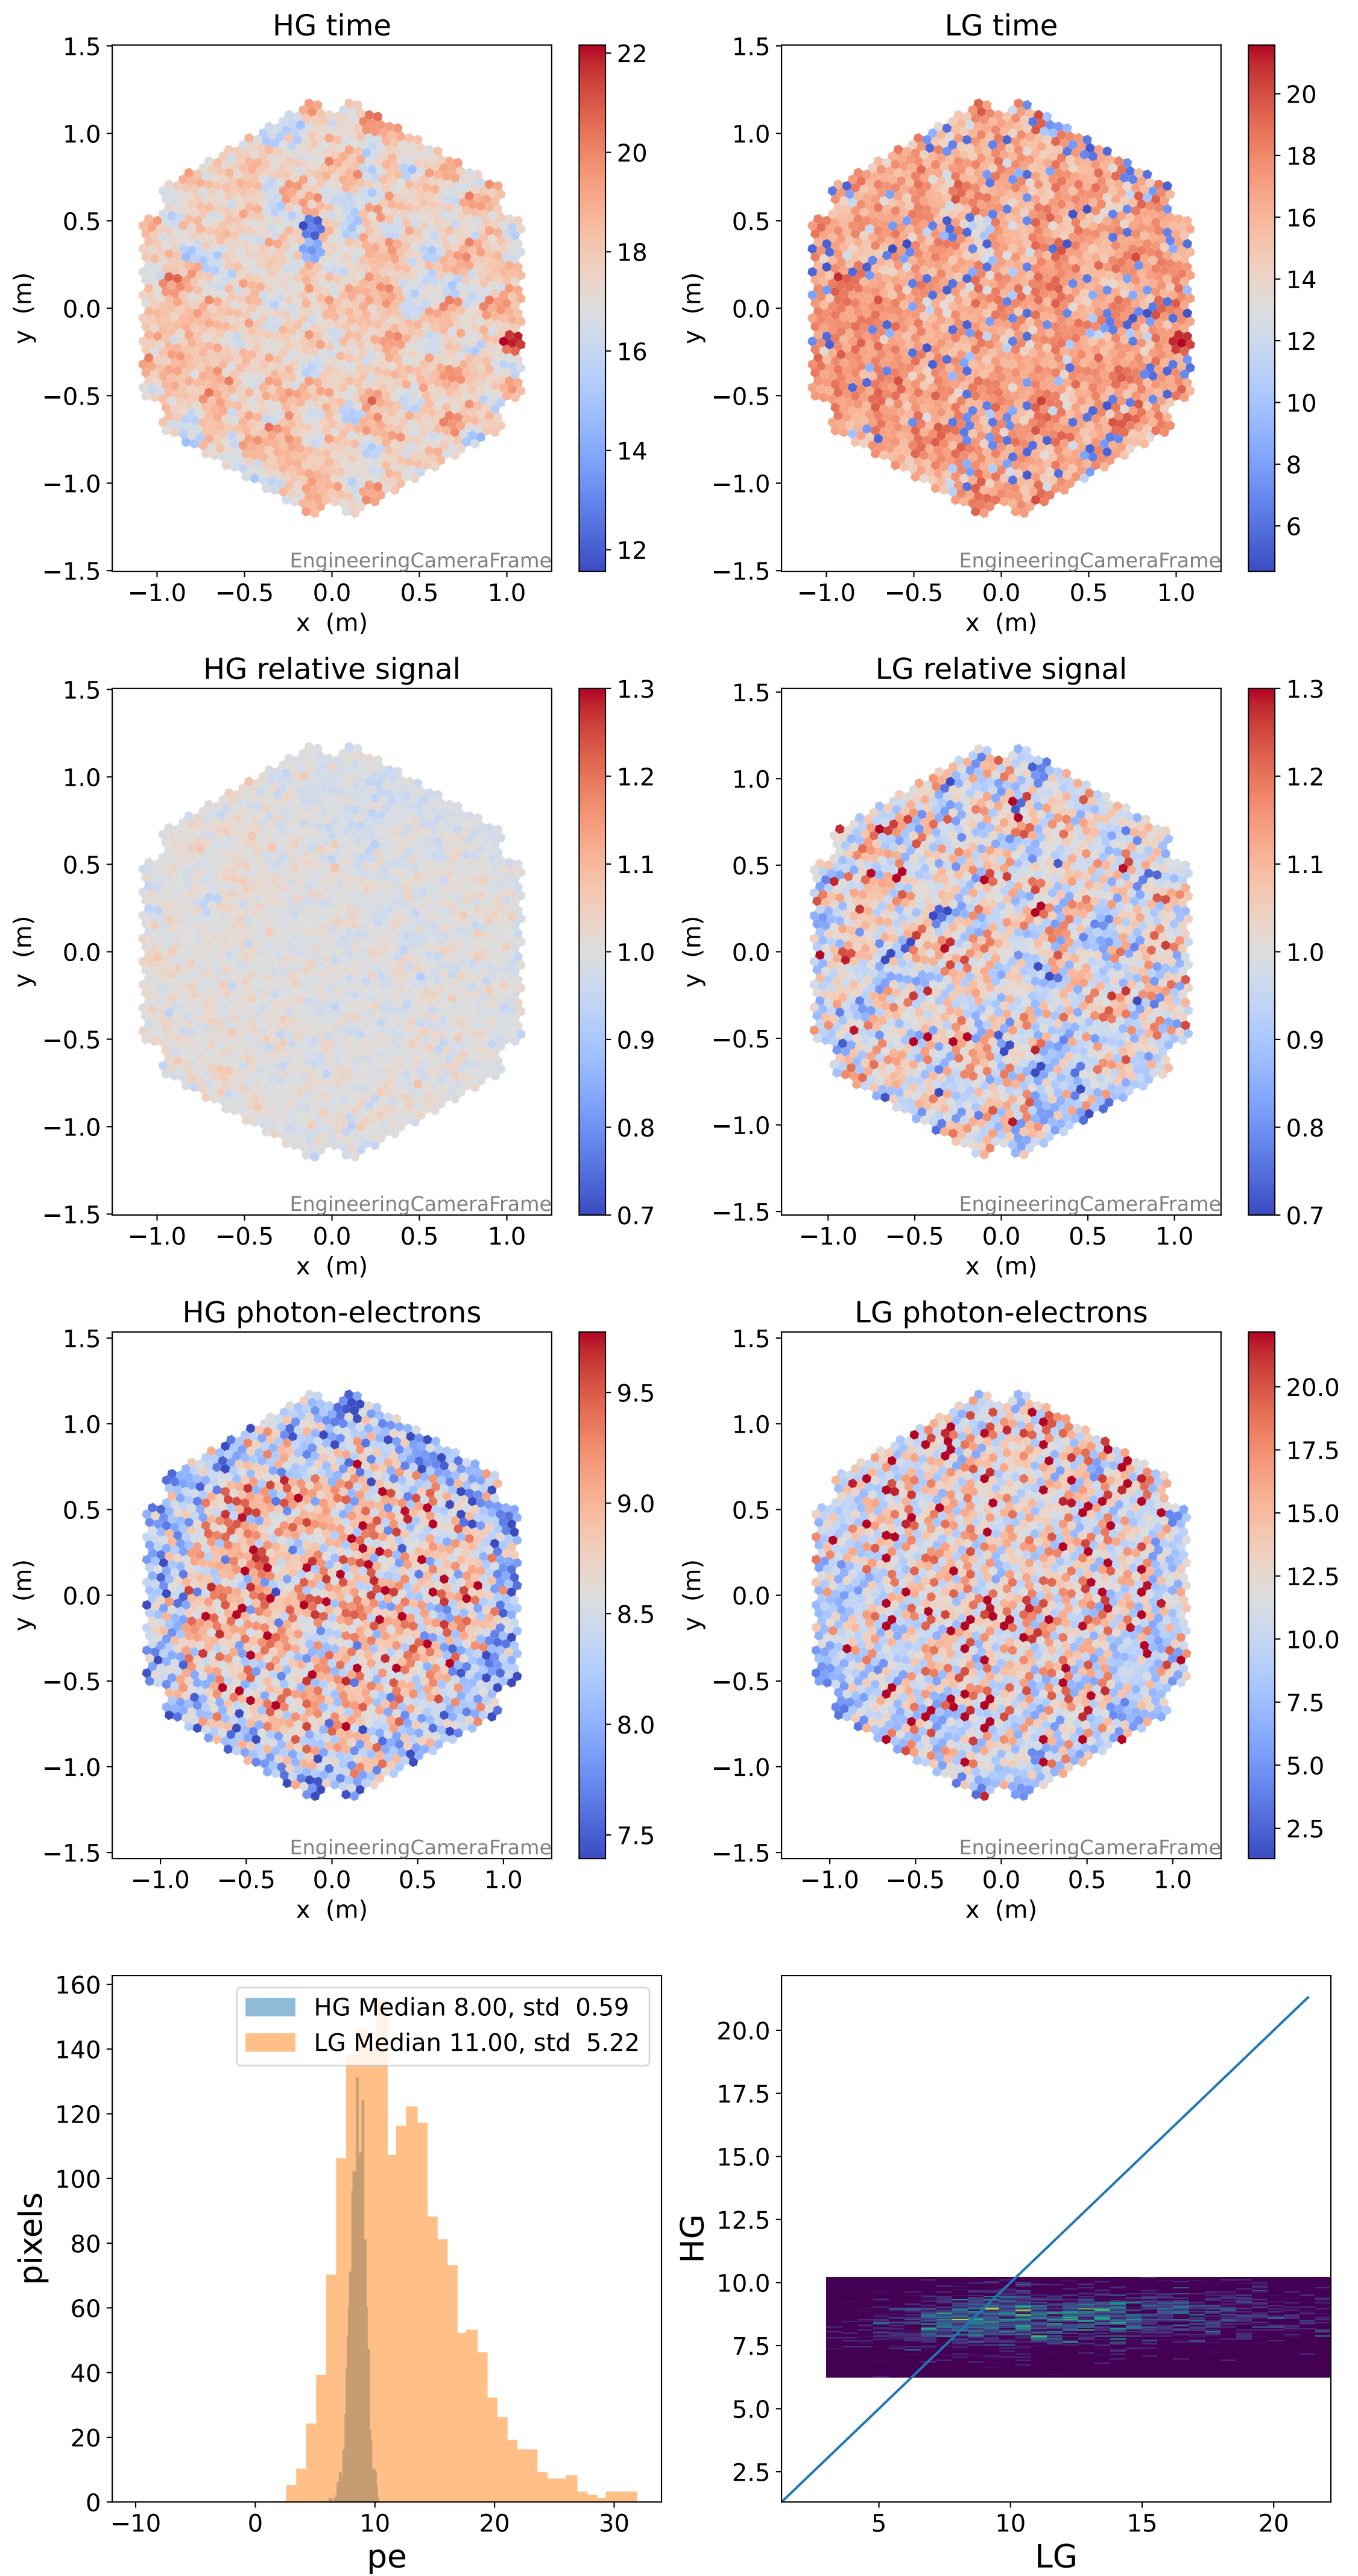 HG time
1.5
1.0
0.5
0.0
−0.5
−1.0
−1.5
y (m)
−1.0 −0.5 0.0 0.5 1.0
x (m)
EngineeringCameraFrame
22
20
18
16
14
12
LG time
1.5
1.0
0.5
0.0
−0.5
−1.0
−1.5
y (m)
−1.0 −0.5 0.0 0.5 1.0
x (m)
EngineeringCameraFrame
20
18
16
14
12
10
8
6
HG relative signal
1.5
1.0
0.5
0.0
−0.5
−1.0
−1.5
y (m)
−1.0 −0.5 0.0 0.5 1.0
x (m)
EngineeringCameraFrame
1.3
1.2
1.1
1.0
0.9
0.8
0.7
LG relative signal
1.5
1.0
0.5
0.0
−0.5
−1.0
−1.5
y (m)
−1.0 −0.5 0.0 0.5 1.0
x (m)
EngineeringCameraFrame
1.3
1.2
1.1
1.0
0.9
0.8
0.7
HG photon-electrons
1.5
1.0
0.5
0.0
−0.5
−1.0
−1.5
y (m)
−1.0 −0.5 0.0 0.5 1.0
x (m)
EngineeringCameraFrame
9.5
9.0
8.5
8.0
7.5
LG photon-electrons
1.5
1.0
0.5
0.0
−0.5
−1.0
−1.5
y (m)
−1.0 −0.5 0.0 0.5 1.0
x (m)
EngineeringCameraFrame
20.0
17.5
15.0
12.5
10.0
7.5
5.0
2.5
160
140
120
100
80
60
40
20
0
pixels
HG Median 8.00, std 0.59
LG Median 11.00, std 5.22
−10 0 10 20 30
pe
20.0
17.5
15.0
12.5
10.0
7.5
5.0
2.5
HG
5 10 15 20
LG